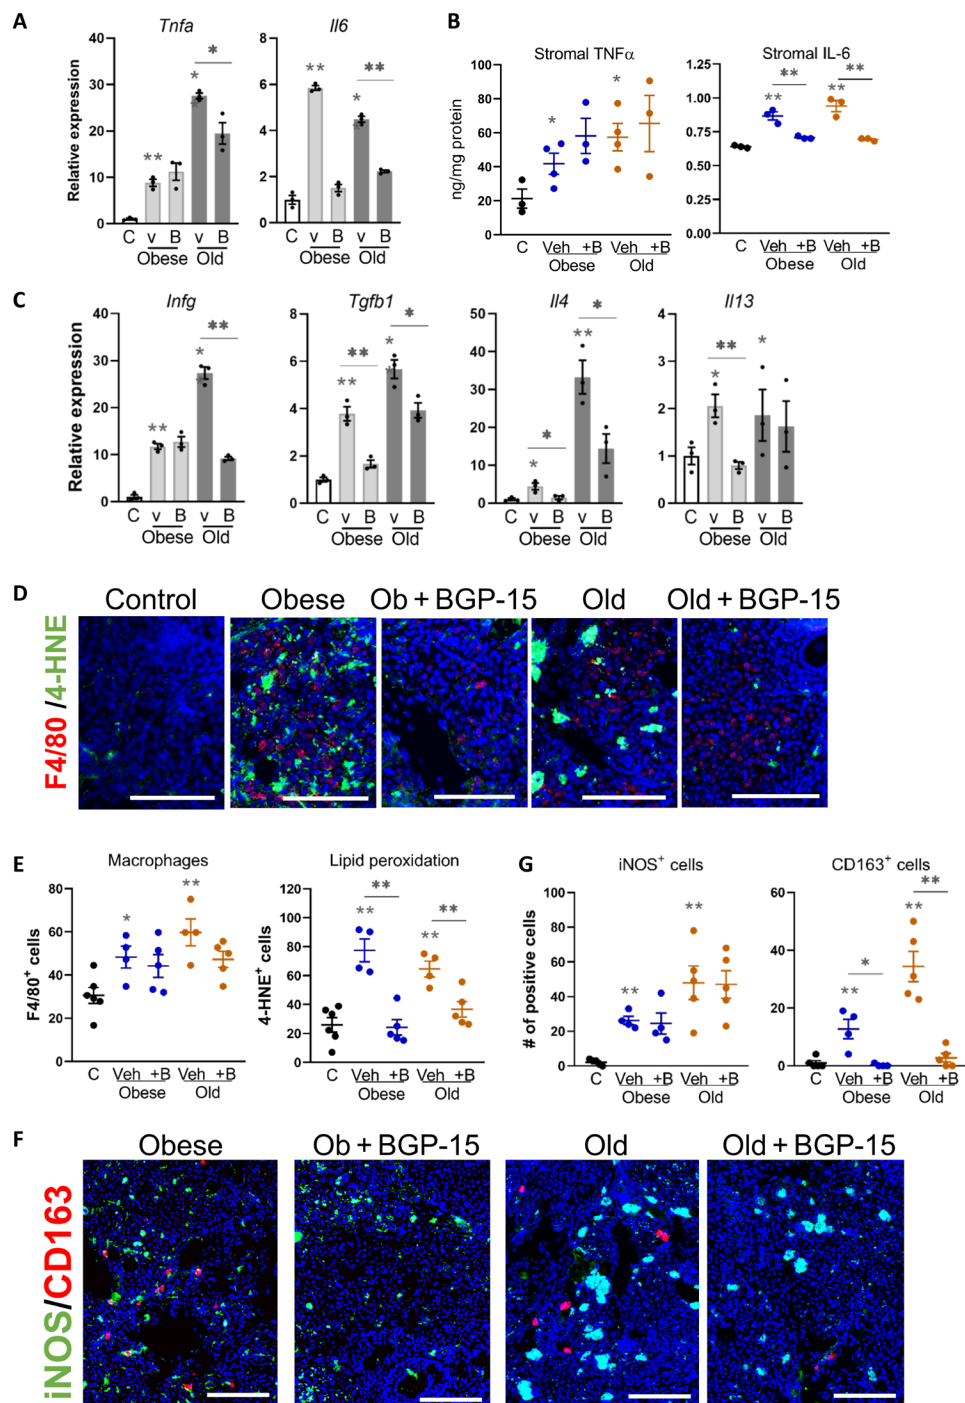 A
Tnfa
Il6
Relative expression
40
30
20
10
0
8
6
4
2
0
**
*
*
**
*
**
C v B v B
Obese Old
C v B v B
Obese Old
B
Stromal TNFα
Stromal IL-6
ng/mg protein
100
80
60
40
20
0
1.25
1.00
0.75
0.50
0.25
0.00
*
*
**
**
**
**
C Veh +B Veh +B
Obese Old
C Veh +B Veh +B
Obese Old
C
Infg
Tgfb1
Il4
Il13
Relative expression
40
30
20
10
0
8
6
4
2
0
50
40
30
20
10
0
4
3
2
1
0
**
*
**
**
**
*
*
*
*
**
*
*
**
*
C v B v B
Obese Old
C v B v B
Obese Old
C v B v B
Obese Old
C v B v B
Obese Old
D
F4/80 /4-HNE
Control
Obese
Ob + BGP-15
Old
Old + BGP-15
E
Macrophages
Lipid peroxidation
F4/80+ cells
80
60
40
20
0
4-HNE+ cells
120
100
80
60
40
20
0
*
**
**
**
**
**
C Veh +B Veh +B
Obese Old
C Veh +B Veh +B
Obese Old
G
iNOS+ cells
CD163+ cells
# of positive cells
100
80
60
40
20
0
60
40
20
0
**
**
**
*
**
**
C Veh +B Veh +B
Obese Old
C Veh +B Veh +B
Obese Old
F
iNOS/CD163
Obese
Ob + BGP-15
Old
Old + BGP-15